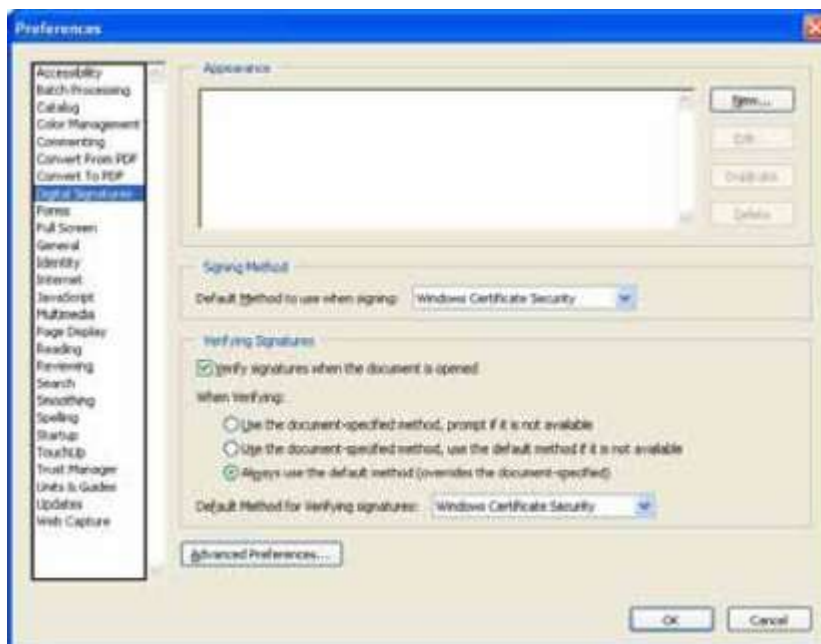 Preferences
Accessibility
Batch Processing
Catalog
Color Management
Commenting
Convert From PDF
Convert To PDF
Digital Signatures
Forms
Full Screen
General
Identity
Internet
JavaScript
Multimedia
Page Display
Reading
Reviewing
Search
Smoothing
Spelling
Startup
TouchUp
Trust Manager
Units & Guides
Updates
Web Capture
Appearance
New...
Edit...
Duplicate
Delete
Signing Method
Default Method to use when signing: Windows Certificate Security
Verifying Signatures
Verify signatures when the document is opened
When Verifying:
Use the document-specified method, prompt if it is not available
Use the document-specified method, use the default method if it is not available
Always use the default method (overrides the document-specified)
Default Method for Verifying signatures: Windows Certificate Security
Advanced Preferences...
OK Cancel